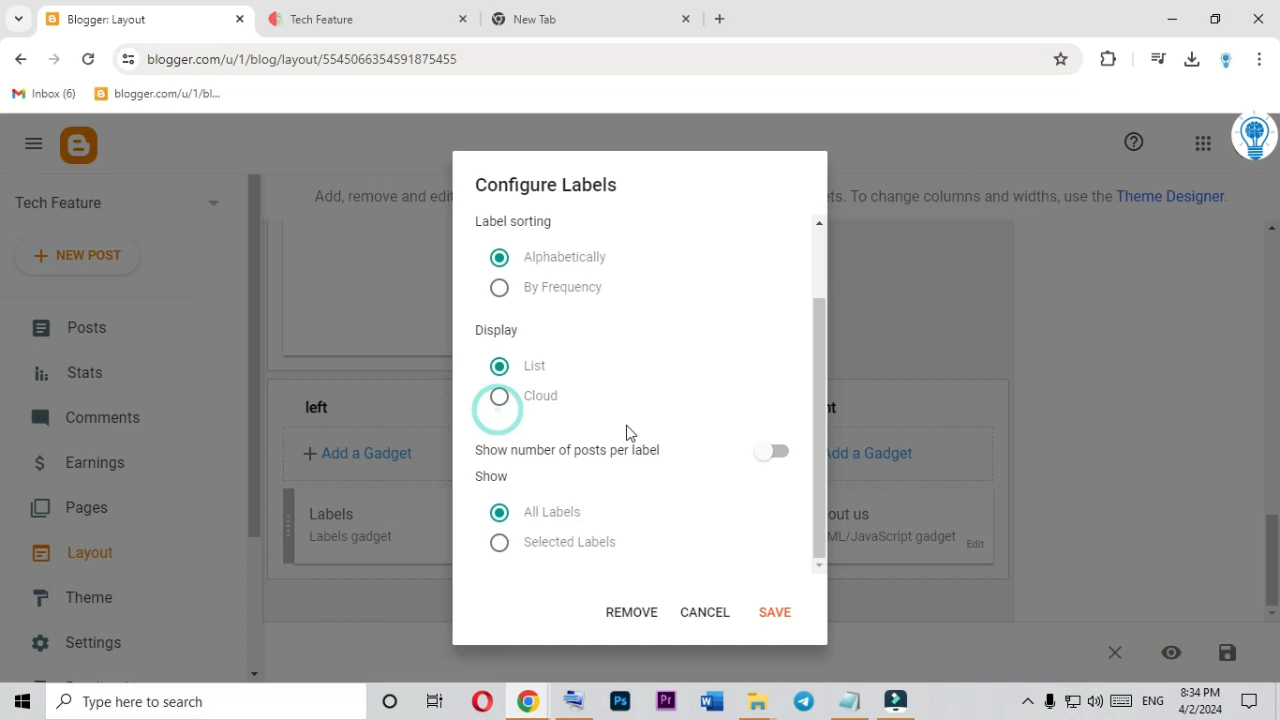 Blogger: Layout
Tech Feature
New Tab
blogger.com/u/1/blog/layout/5545066354591875455
Inbox (6)
blogger.com/u/1/bl...
Tech Feature
Add, remove and edi
ets. To change columns and widths, use the Theme Designer.
NEW POST
Posts
Stats
Comments
Earnings
Pages
Layout
Theme
Settings
left
Add a Gadget
Labels
Labels gadget
Configure Labels
Label sorting
Alphabetically
By Frequency
Display
List
Cloud
Show number of posts per label
Show
All Labels
Selected Labels
REMOVE CANCEL SAVE
nt
Add a Gadget
out us
ML/JavaScript gadget
Edit
Type here to search
Ps
Pr
W
ENG
8:34 PM
4/2/2024